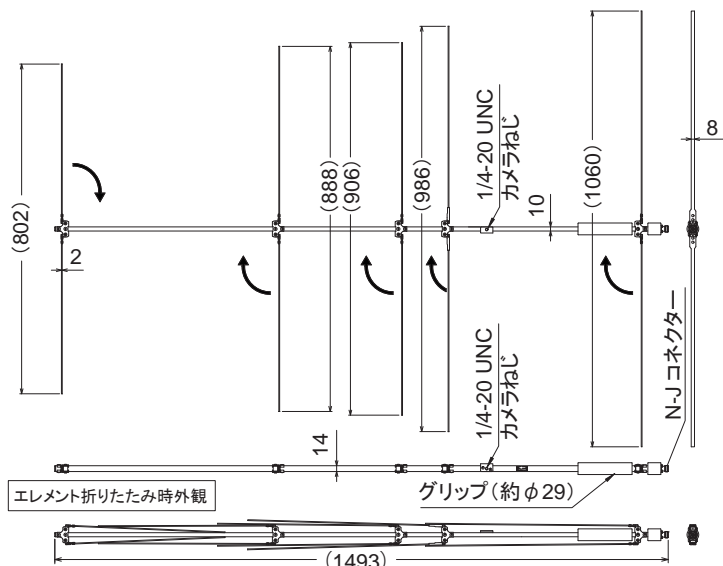 (802)
2
(888)
(906)
(986)
1/4-20 UNC
カメラねじ
10
(1060)
8
N-J コネクター
14
1/4-20 UNC
カメラねじ
グリップ(約φ29)
エレメント折りたたみ時外観
(1493)